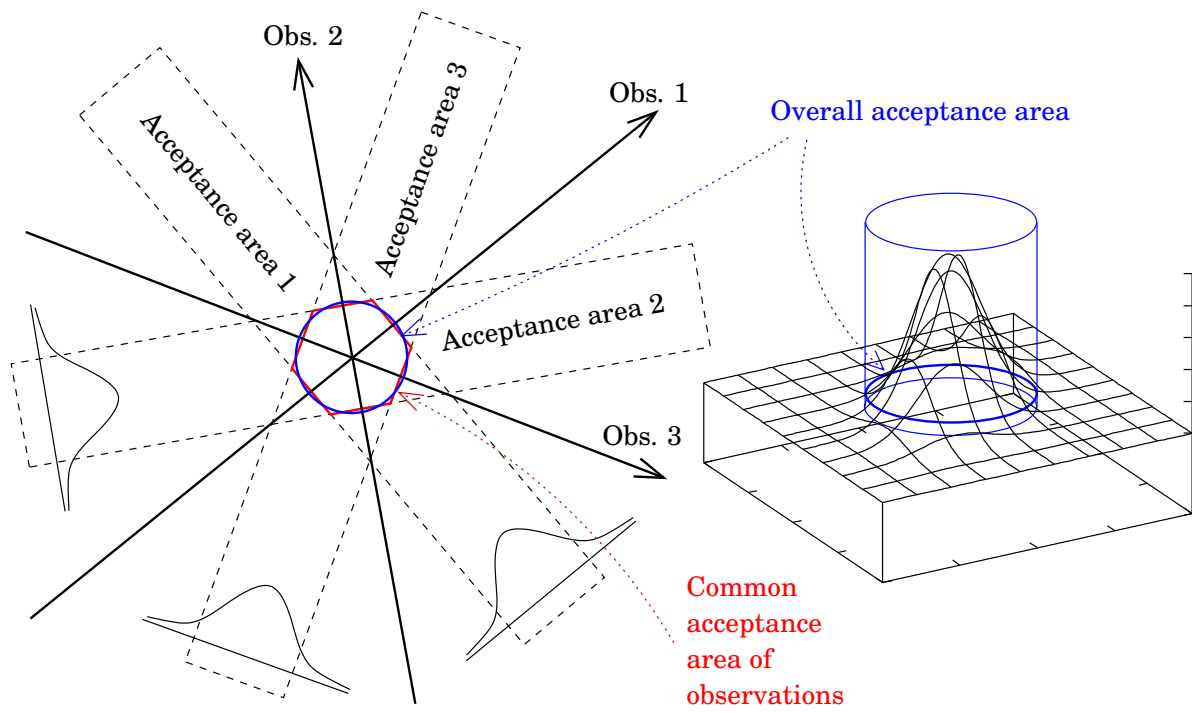 Obs. 2
Obs. 1
Overall acceptance area
Acceptance area 1
Acceptance area 3
Acceptance area 2
Obs. 3
Common
acceptance
area of
observations